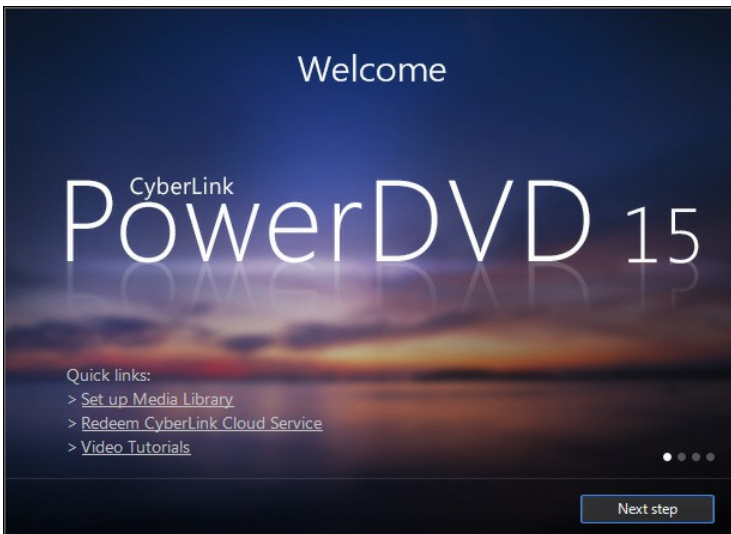 Welcome
CyberLink
PowerDVD 15
Quick links:
> Set up Media Library
> Redeem CyberLink Cloud Service
> Video Tutorials
Next step